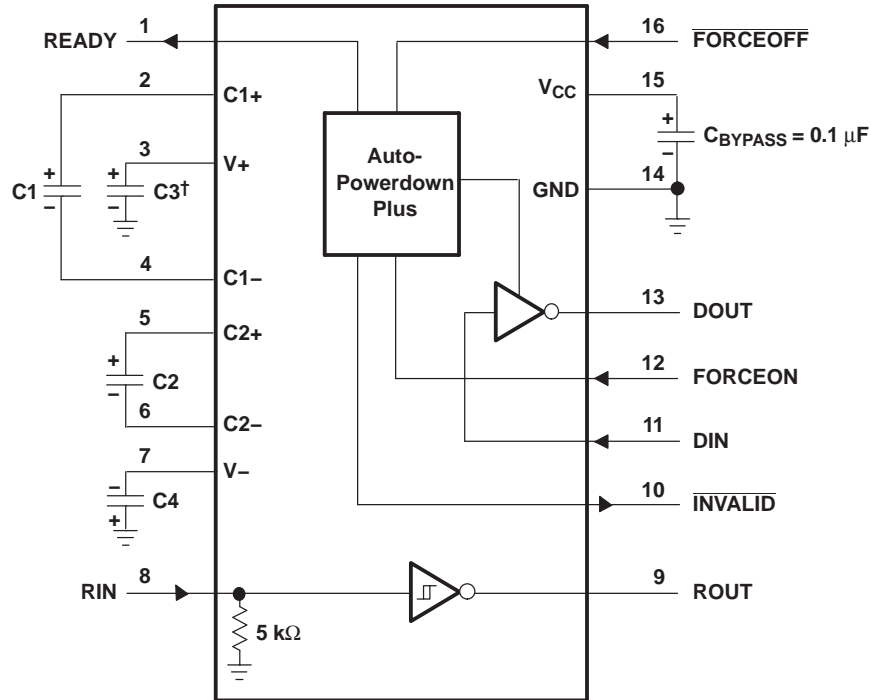 READY 1 16 FORCEOFF
2 C1+ VCC 15
+ − CBYPASS = 0.1 μF
3 V+ Auto-
Powerdown
Plus
C1 + − + − C3† GND 14
4 C1−
5 C2+ 13 DOUT
+ − C2 12 FORCEON
6 C2− 11 DIN
7 V−
− + C4 10 INVALID
RIN 8 9 ROUT
5 kΩ